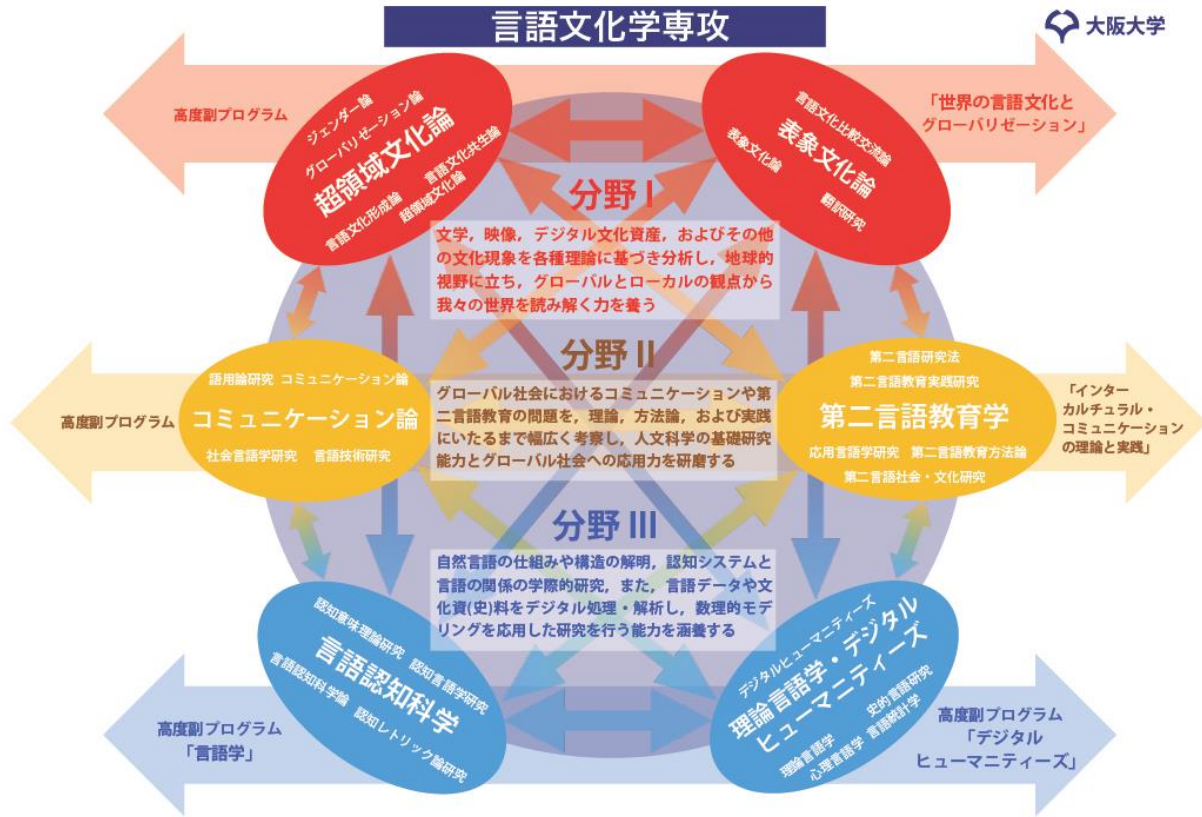 言語文化学専攻
大阪大学
高度副プログラム
ジェンダー論
グローバリゼーション論
超領域文化論
言語文化共生論
言語文化形成論
超領域文化論
言語文化比較交流論
表象文化論
表象文化論
翻訳研究
「世界の言語文化と
グローバリゼーション」
分野 I
文学，映像，デジタル文化資産，およびその他
の文化現象を各種理論に基づき分析し，地球的
視野に立ち，グローバルとローカルの観点から
我々の世界を読み解く力を養う
高度副プログラム
語用論研究 コミュニケーション論
コミュニケーション論
社会言語学研究 言語技術研究
分野 II
グローバル社会におけるコミュニケーションや第
二言語教育の問題を，理論，方法論，および実践
にいたるまで幅広く考察し，人文科学の基礎研究
能力とグローバル社会への応用力を研磨する
第二言語研究法
第二言語教育実践研究
第二言語教育学
応用言語学研究 第二言語教育方法論
第二言語社会・文化研究
「インター
カルチュラル・
コミュニケーション
の理論と実践」
分野 III
自然言語の仕組みや構造の解明，認知システムと
言語の関係の学際的研究，また，言語データや文
化資(史)料をデジタル処理・解析し，数理的モデ
リングを応用した研究を行う能力を涵養する
高度副プログラム
「言語学」
認知意味理論研究 認知言語学研究
言語認知科学
言語認知科学論 認知レトリック論研究
デジタルヒューマニティーズ
理論言語学・デジタル
ヒューマニティーズ
史的言語研究
理論言語学 言語統計学
心理言語学
高度副プログラム
「デジタル
ヒューマニティーズ」